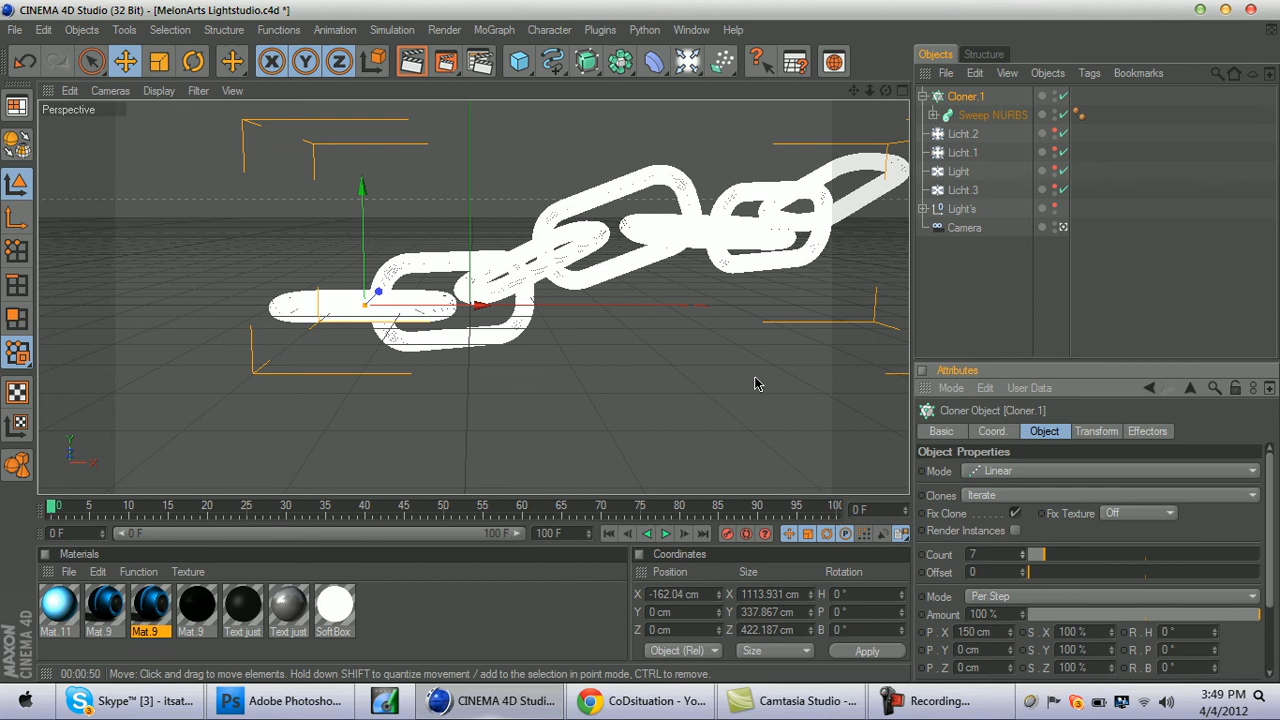 CINEMA 4D Studio (32 Bit) - [MelonArts Lightstudio.c4d *]
File Edit Objects Tools Selection Structure Functions Animation Simulation Render MoGraph Character Plugins Python Window Help
Objects Structure
File Edit View Objects Tags Bookmarks
Edit Cameras Display Filter View
Perspective
Cloner.1
Sweep NURBS
Licht.2
Licht.1
Light
Licht.3
Light's
Camera
Attributes
Mode Edit User Data
Cloner Object [Cloner.1]
Basic Coord. Object Transform Effectors
Object Properties
Mode Linear
Clones Iterate
Fix Clone Fix Texture Off
Render Instances
Count 7
Offset 0
Mode Per Step
Amount 100 %
P . X 150 cm S . X 100 % R . H 0 °
P . Y 0 cm S . Y 100 % R . P 0 °
P . Z 0 cm S . Z 100 % R . B 0 °
0 5 10 15 20 25 30 35 40 45 50 55 60 65 70 75 80 85 90 95 100 0 F
0 F 0 F 100 F 100 F
Materials
File Edit Function Texture
Mat.11 Mat.9 Mat.9 Mat.9 Text just Text just SoftBox
Coordinates
Position Size Rotation
X -162.04 cm X 1113.931 cm H 0 °
Y 0 cm Y 337.867 cm P 0 °
Z 0 cm Z 422.187 cm B 0 °
Object (Rel) Size Apply
MAXON
CINEMA 4D
00:00:50 Move: Click and drag to move elements. Hold down SHIFT to quantize movement / add to the selection in point mode, CTRL to remove.
Skype™ [3] - itsat... Adobe Photosho... CINEMA 4D Studi... CoDsituation - Yo... Camtasia Studio -... Recording...
3:49 PM
4/4/2012